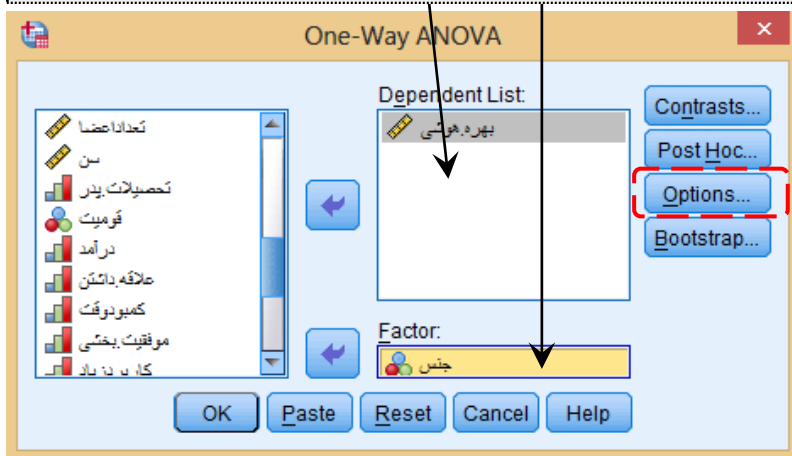 One-Way ANOVA
Dependent List:
بهره.هوشی
Contrasts...
Post Hoc...
Options...
Bootstrap...
تعداداعضا
سن
تحصیلات.پدر
قومیت
درآمد
علاقه.داشتن
کمبودوقت
موفقیت.بخشی
Factor:
جنس
OK
Paste
Reset
Cancel
Help